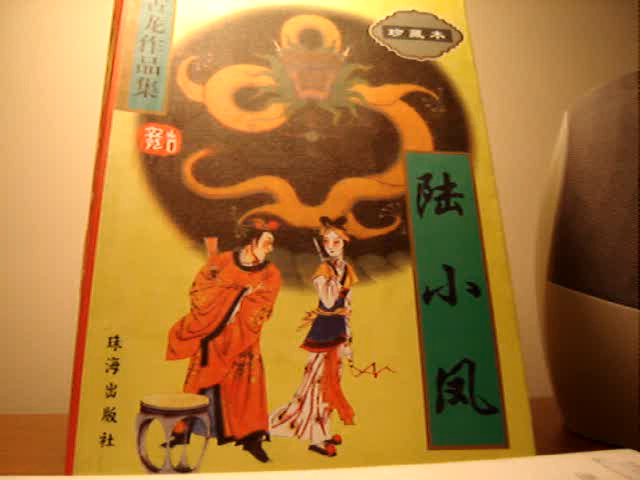 古龙作品集
珍藏本
陆小凤
珠海出版社